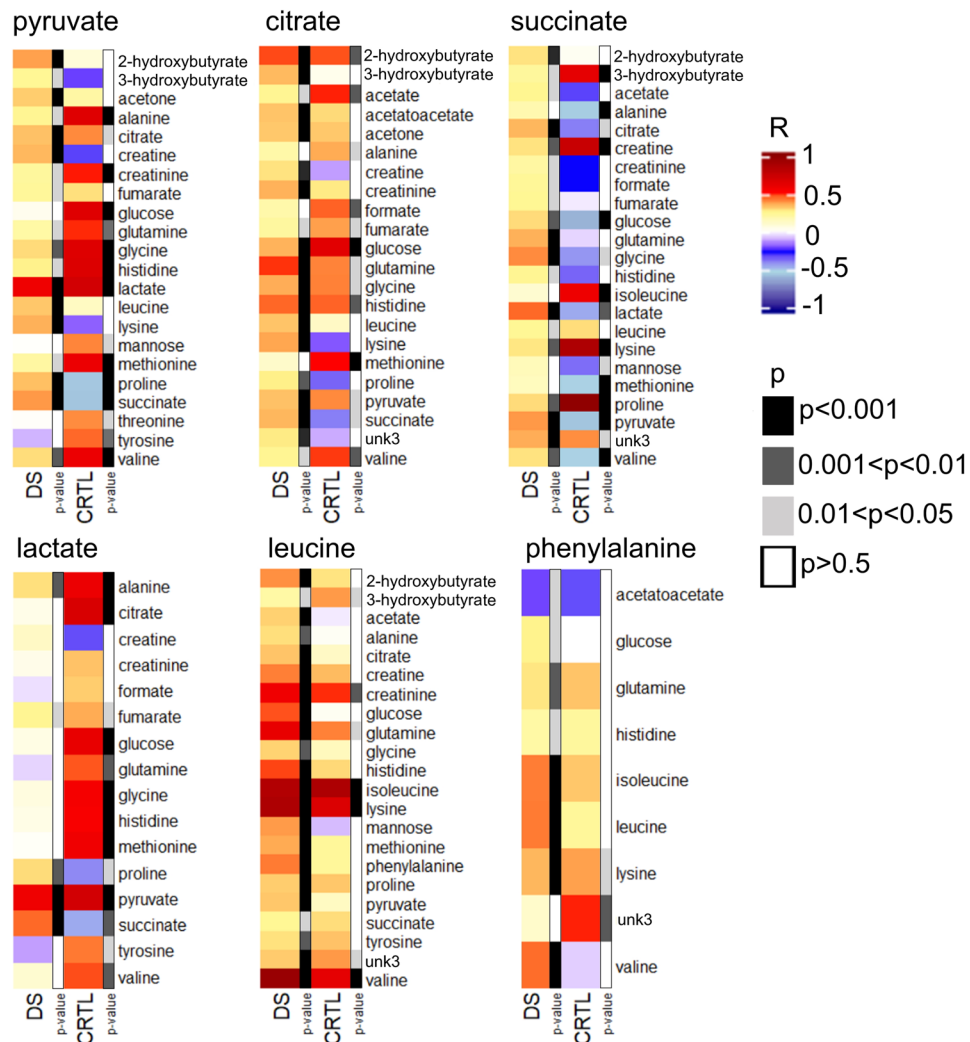 pyruvate
2-hydroxybutyrate
3-hydroxybutyrate
acetone
alanine
citrate
creatine
creatinine
fumarate
glucose
glutamine
glycine
histidine
lactate
leucine
lysine
mannose
methionine
proline
succinate
threonine
tyrosine
valine
DS
p-value
CRTL
p-value
citrate
2-hydroxybutyrate
3-hydroxybutyrate
acetate
acetatoacetate
acetone
alanine
creatine
creatinine
formate
fumarate
glucose
glutamine
glycine
histidine
leucine
lysine
methionine
proline
pyruvate
succinate
unk3
valine
DS
p-value
CRTL
p-value
succinate
2-hydroxybutyrate
3-hydroxybutyrate
acetate
alanine
citrate
creatine
creatinine
formate
fumarate
glucose
glutamine
glycine
histidine
isoleucine
lactate
leucine
lysine
mannose
methionine
proline
pyruvate
unk3
valine
DS
p-value
CRTL
p-value
R
1
0.5
0
-0.5
-1
p
p<0.001
0.001<p<0.01
0.01<p<0.05
p>0.5
lactate
alanine
citrate
creatine
creatinine
formate
fumarate
glucose
glutamine
glycine
histidine
methionine
proline
pyruvate
succinate
tyrosine
valine
DS
p-value
CRTL
p-value
leucine
2-hydroxybutyrate
3-hydroxybutyrate
acetate
alanine
citrate
creatine
creatinine
glucose
glutamine
glycine
histidine
isoleucine
lysine
mannose
methionine
phenylalanine
proline
pyruvate
succinate
tyrosine
unk3
valine
DS
p-value
CRTL
p-value
phenylalanine
acetatoacetate
glucose
glutamine
histidine
isoleucine
leucine
lysine
unk3
valine
DS
p-value
CRTL
p-value